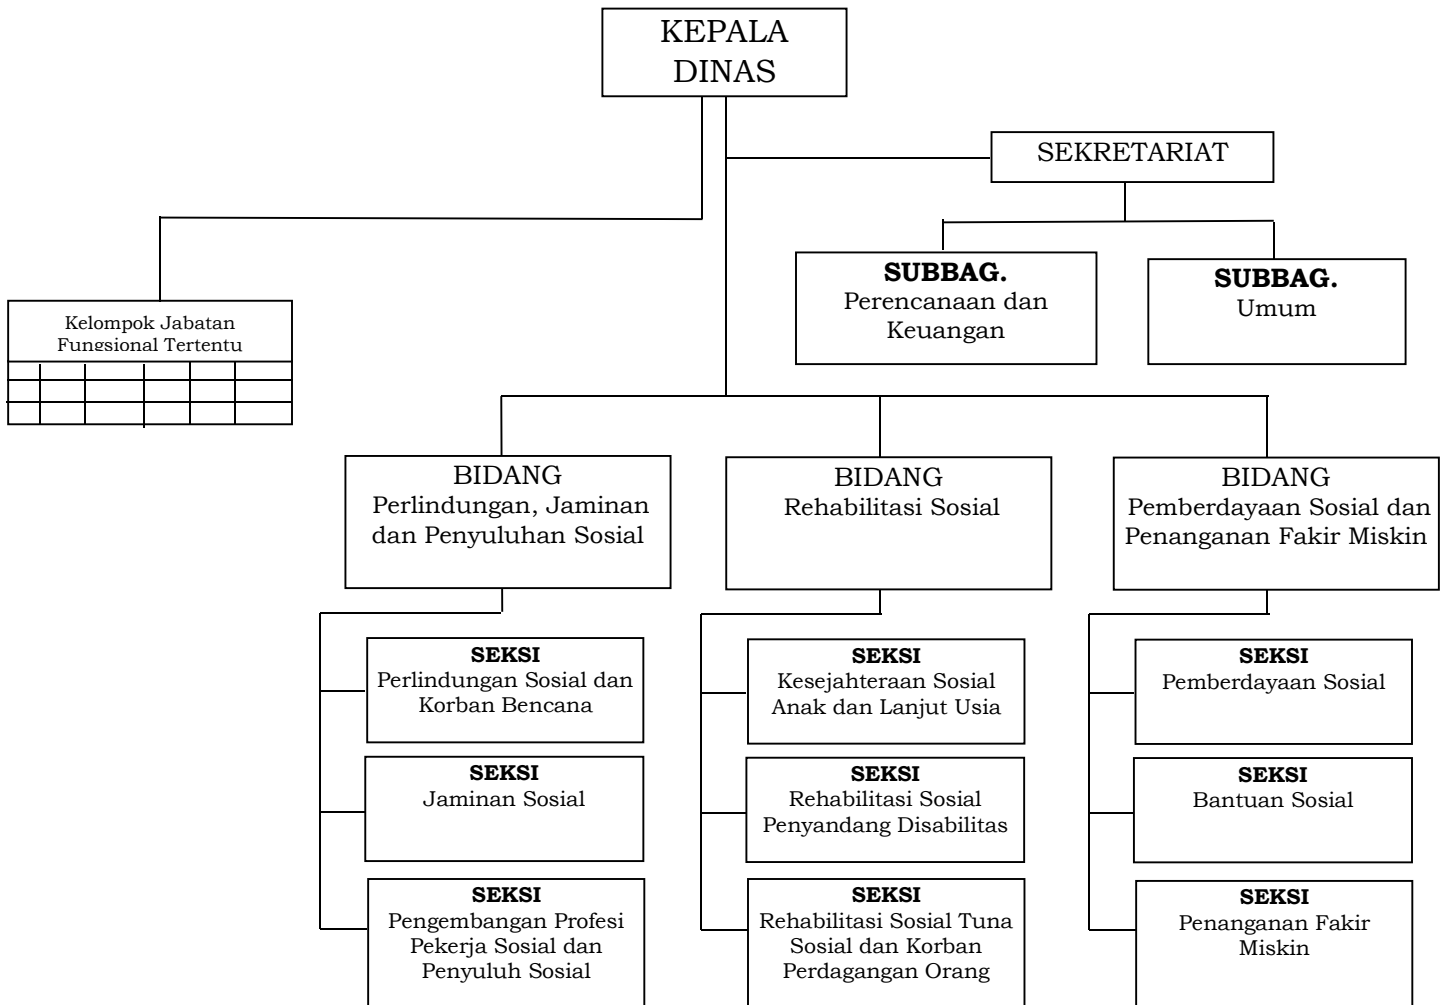 KEPALA
DINAS
SEKRETARIAT
SUBBAG.
Perencanaan dan
Keuangan
SUBBAG.
Umum
Kelompok Jabatan
Fungsional Tertentu
BIDANG
Perlindungan, Jaminan
dan Penyuluhan Sosial
BIDANG
Rehabilitasi Sosial
BIDANG
Pemberdayaan Sosial dan
Penanganan Fakir Miskin
SEKSI
Perlindungan Sosial dan
Korban Bencana
SEKSI
Kesejahteraan Sosial
Anak dan Lanjut Usia
SEKSI
Pemberdayaan Sosial
SEKSI
Jaminan Sosial
SEKSI
Rehabilitasi Sosial
Penyandang Disabilitas
SEKSI
Bantuan Sosial
SEKSI
Pengembangan Profesi
Pekerja Sosial dan
Penyuluh Sosial
SEKSI
Rehabilitasi Sosial Tuna
Sosial dan Korban
Perdagangan Orang
SEKSI
Penanganan Fakir
Miskin